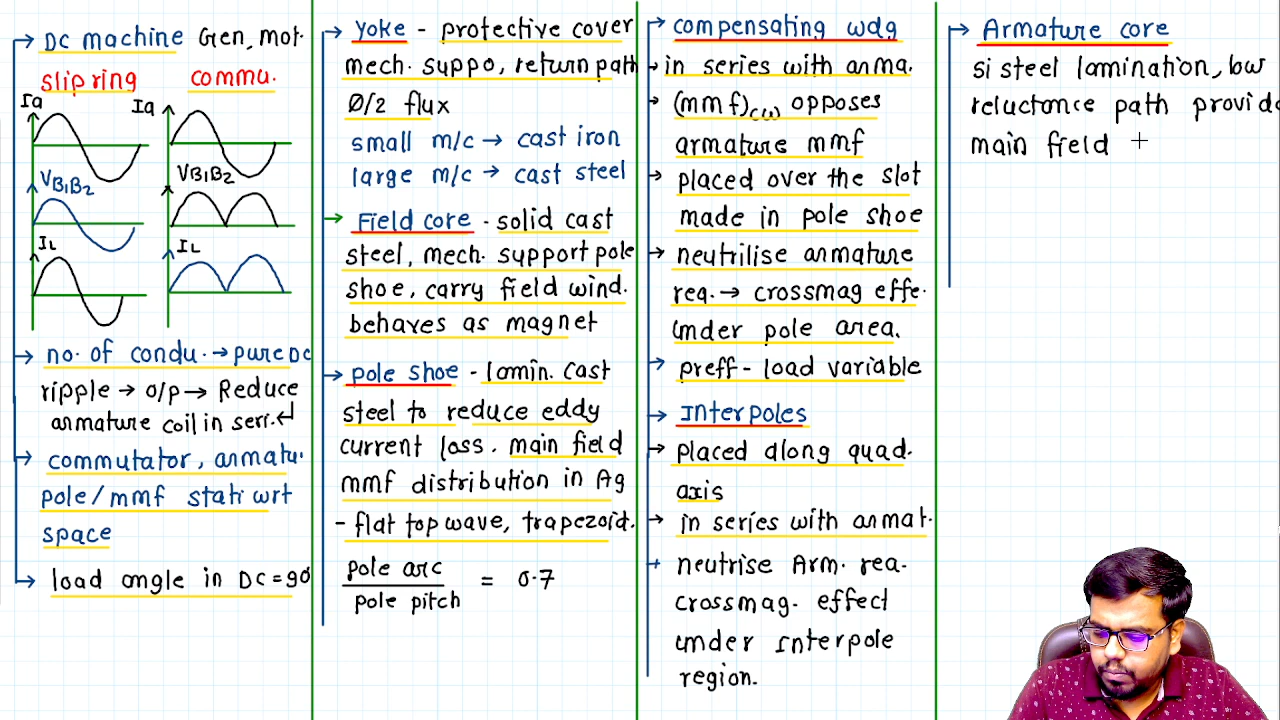 DC machine Gen, mot.
slip ring commu.
Ia
Ia
VB1B2
VB1B2
IL
IL
no. of condu. → pure DC
ripple → o/p → Reduce
armature coil in seri. ↵
commutator, armatu.
pole/mmf stati wrt
space
load angle in DC = 90
Yoke - protective cover
mech. suppo, return path
Ø/2 flux
small m/c → cast iron
large m/c → cast steel
Field core - solid cast
steel, mech. support pole
shoe, carry field wind.
behaves as magnet
pole shoe - lamin. cast
steel to reduce eddy
current loss. main field
mmf distribution in Ag
- flat top wave, trapezoid.
pole arc
pole pitch = 0.7
compensating wdg
in series with arma.
(mmf)cw opposes
armature mmf
placed over the slot
made in pole shoe
neutrilise armature
rea. → crossmag effe.
under pole area.
preff - load variable
Interpoles
placed along quad.
axis
in series with armat.
neutrise Arm. rea.
crossmag. effect
under Interpole
region.
Armature core
si steel lamination, low
reluctance path provid
main field +